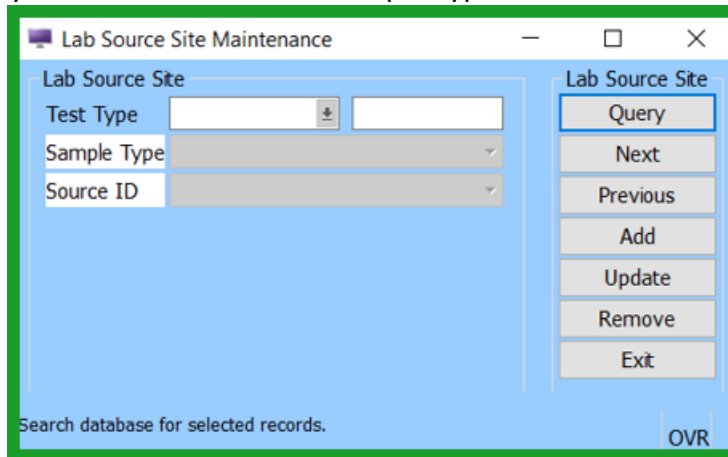 Lab Source Site Maintenance
Lab Source Site
Test Type
Sample Type
Source ID
Lab Source Site
Query
Next
Previous
Add
Update
Remove
Exit
Search database for selected records.
OVR